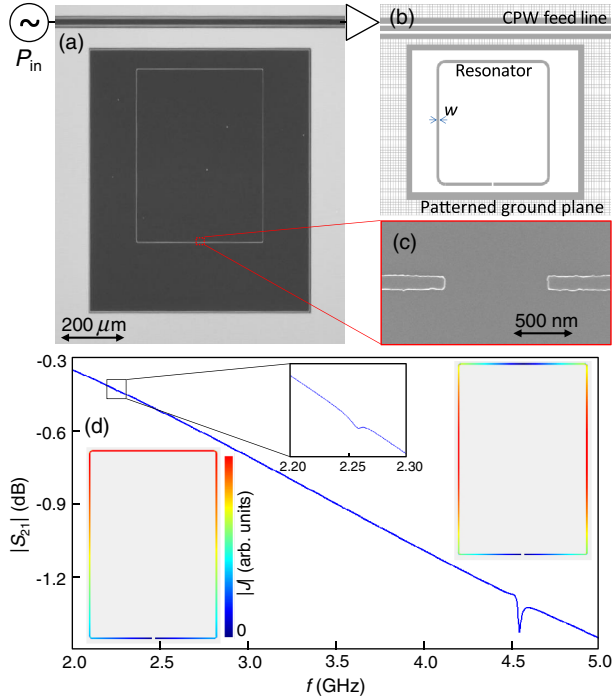 ~
P_in
(a)
200 μm
(b)
CPW feed line
Resonator
w
Patterned ground plane
(c)
500 nm
-0.3
-0.6
-0.9
-1.2
|S21| (dB)
(d)
2.20 2.25 2.30
|J| (arb. units)
0
2.0 2.5 3.0 3.5 4.0 4.5 5.0
f (GHz)